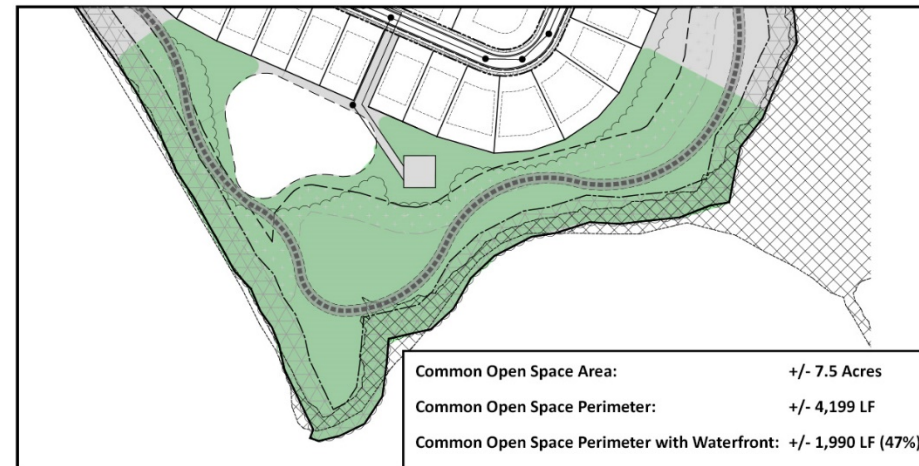 Common Open Space Area: +/- 7.5 Acres
Common Open Space Perimeter: +/- 4,199 LF
Common Open Space Perimeter with Waterfront: +/- 1,990 LF (47%)